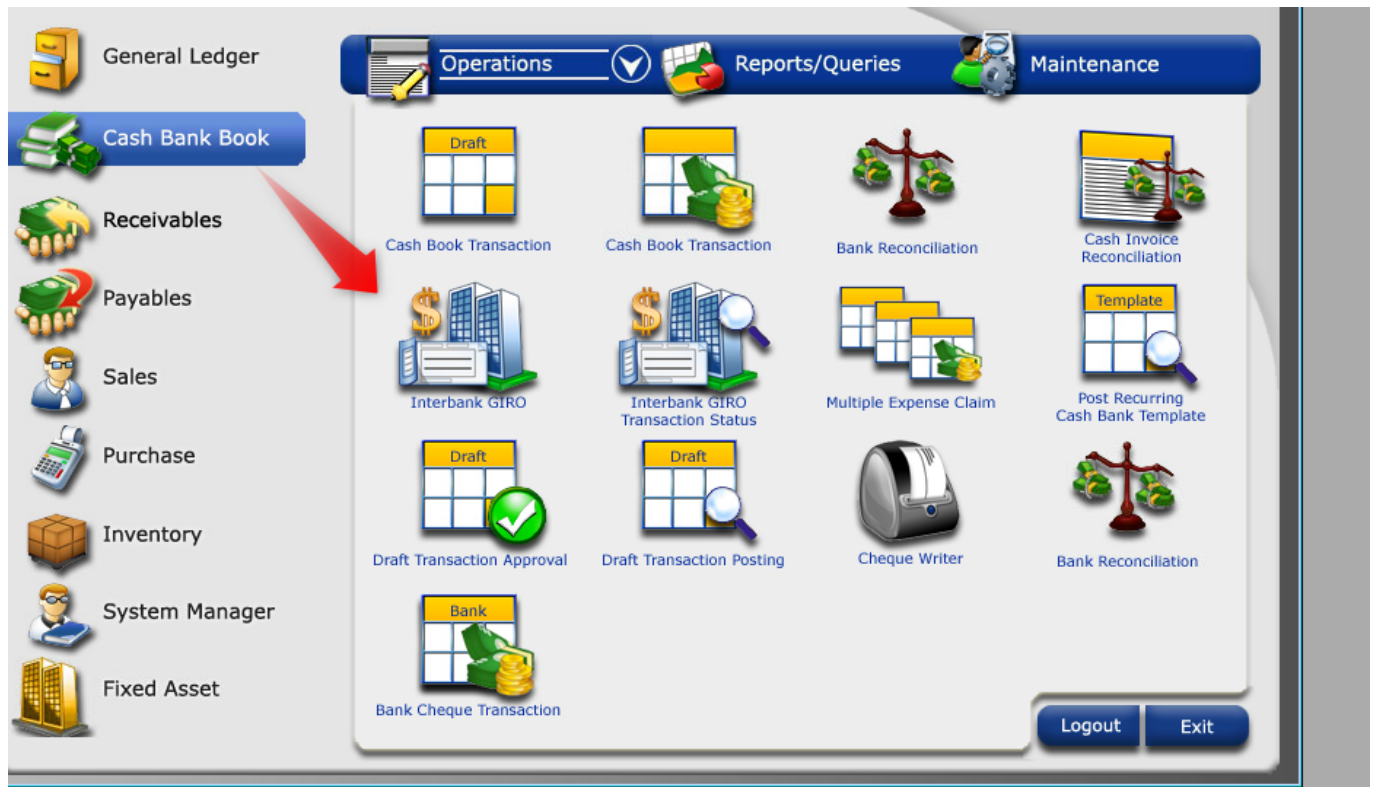 General Ledger
Cash Bank Book
Receivables
Payables
Sales
Purchase
Inventory
System Manager
Fixed Asset
Operations
Reports/Queries
Maintenance
Draft
Cash Book Transaction
Cash Book Transaction
Bank Reconciliation
Cash Invoice
Reconciliation
Interbank GIRO
Interbank GIRO
Transaction Status
Multiple Expense Claim
Template
Post Recurring
Cash Bank Template
Draft
Draft Transaction Approval
Draft
Draft Transaction Posting
Cheque Writer
Bank Reconciliation
Bank
Bank Cheque Transaction
Logout
Exit